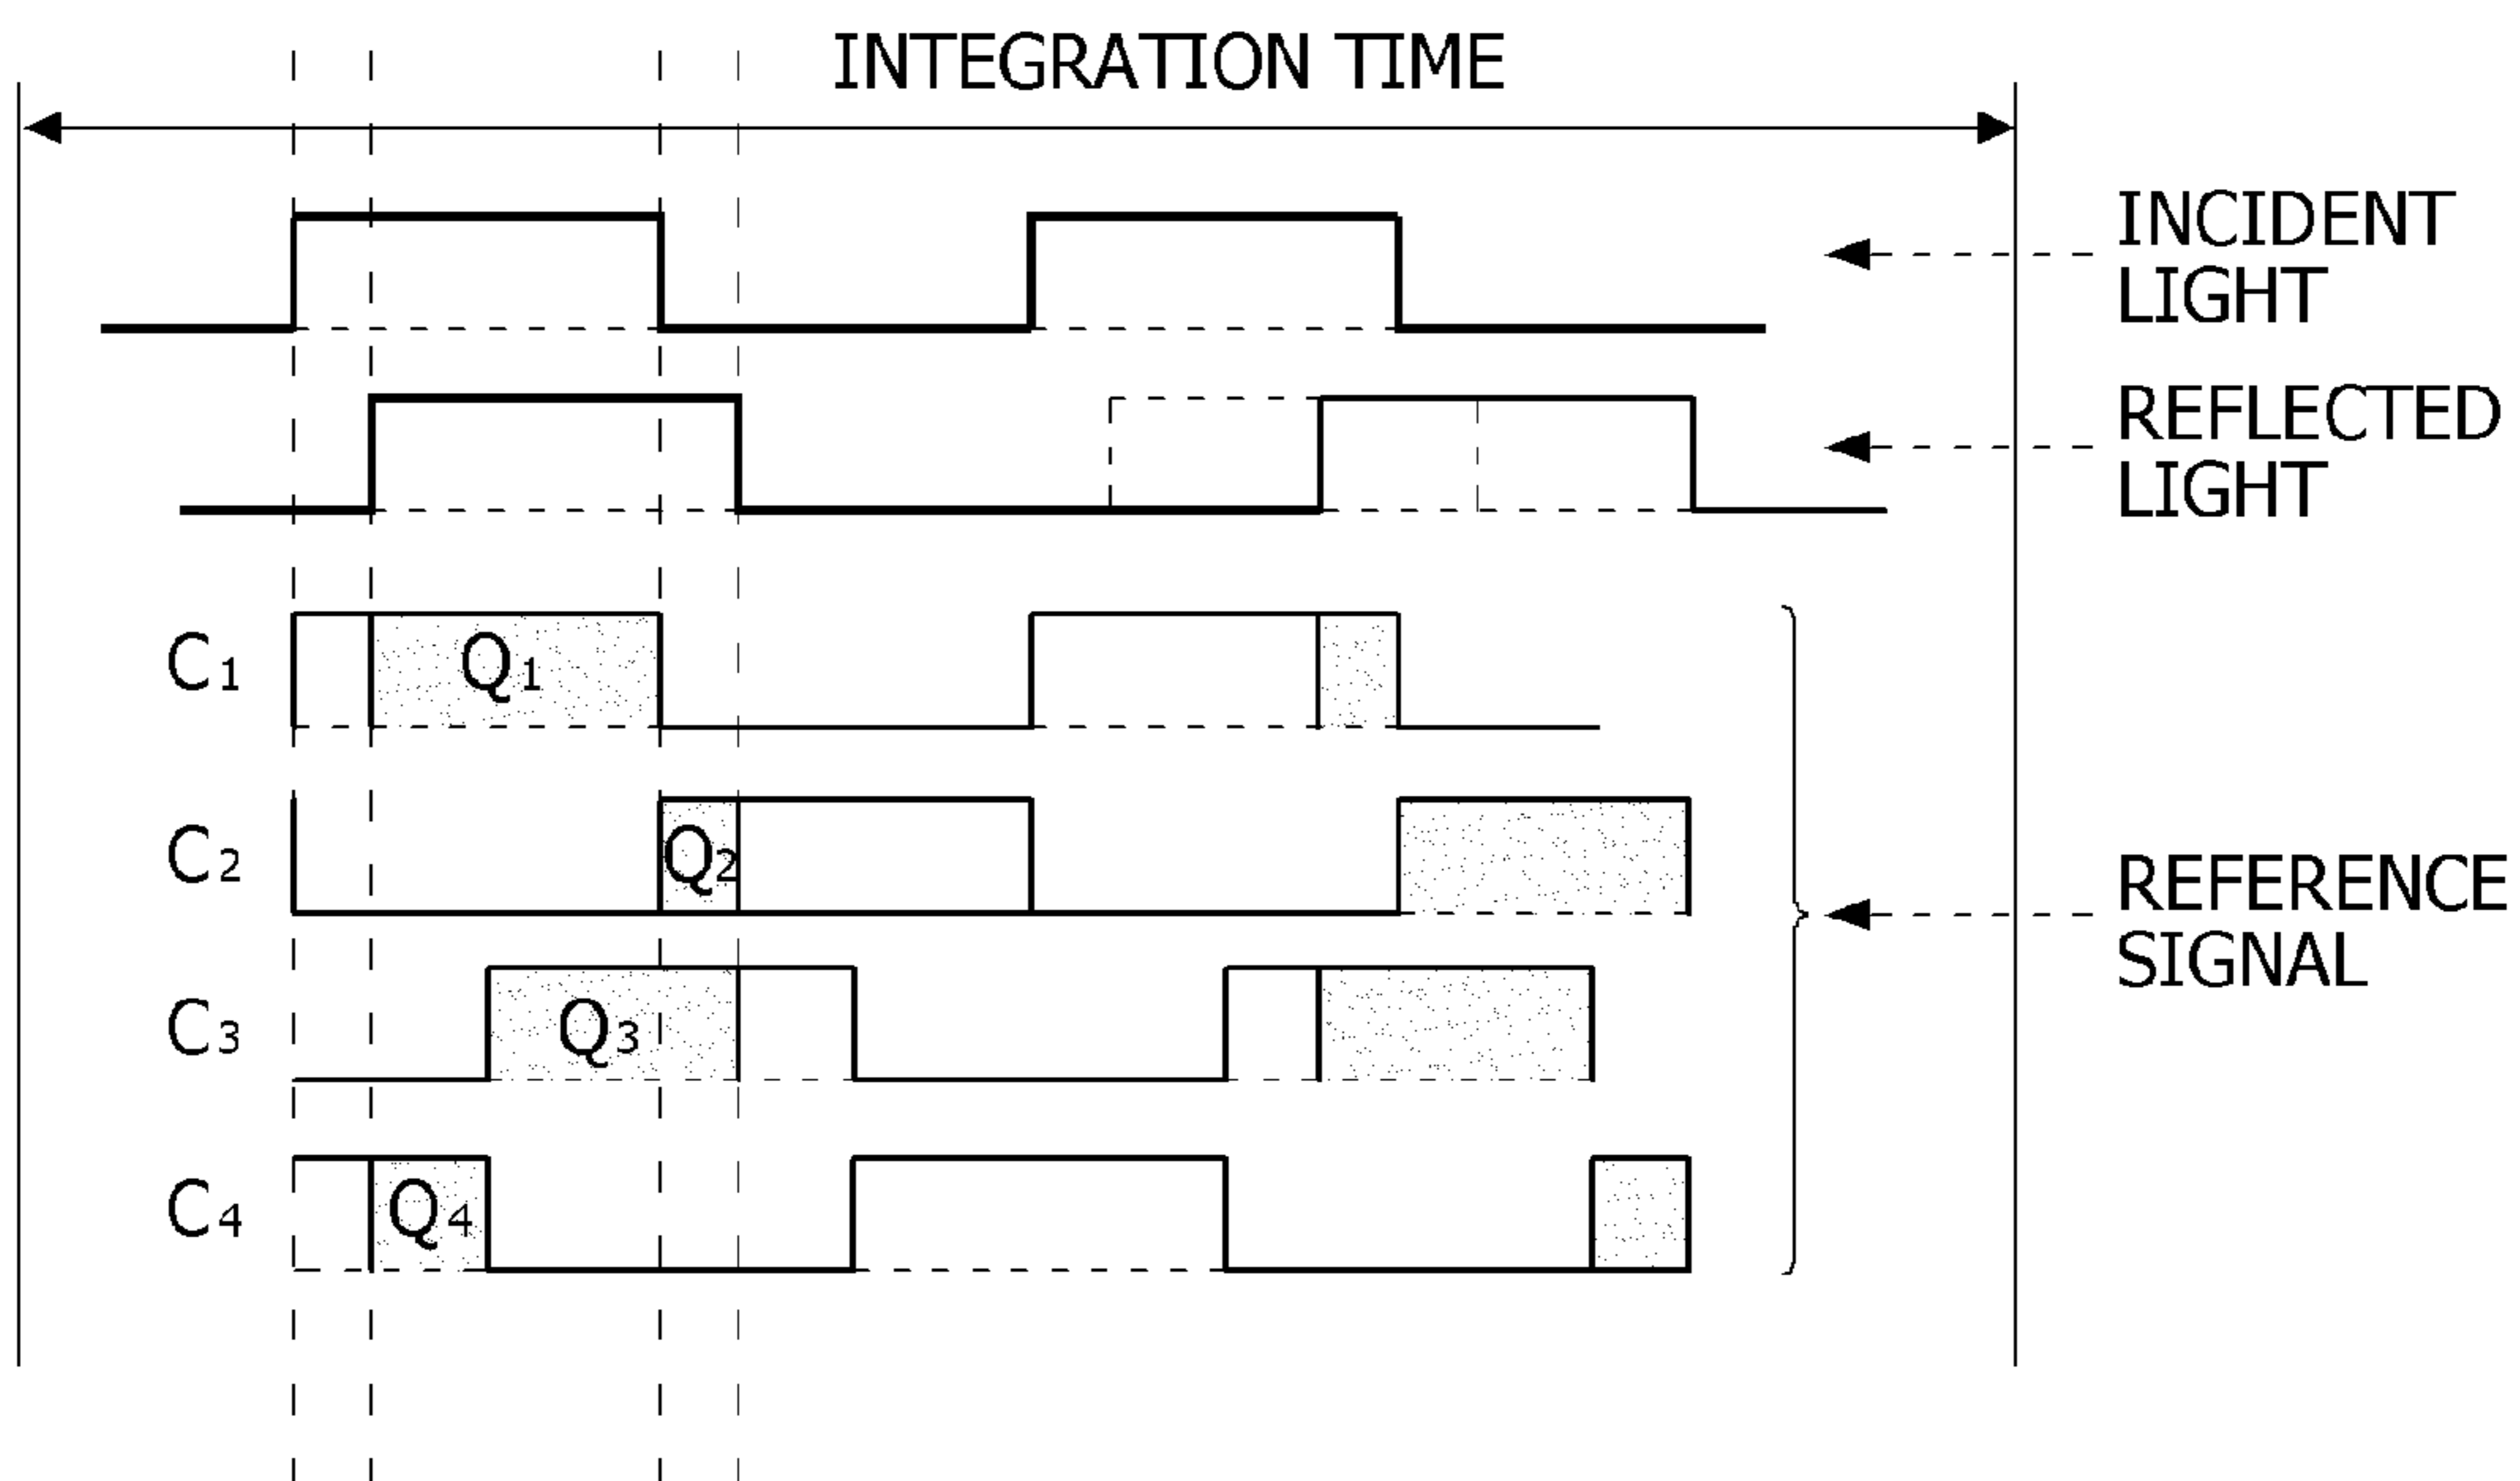 INTEGRATION TIME
INCIDENT
LIGHT
REFLECTED
LIGHT
C1
Q1
C2
Q2
REFERENCE
SIGNAL
C3
Q3
C4
Q4